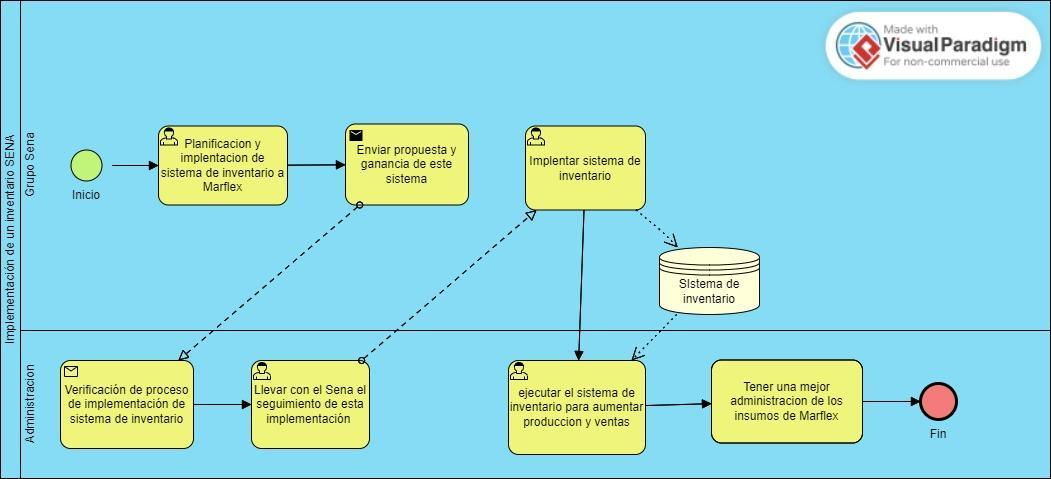 Made with
Visual Paradigm
For non-commercial use
Implementación de un inventario SENA
Grupo Sena
Inicio
Planificacion y
implentacion de
sistema de inventario a
Marflex
Enviar propuesta y
ganancia de este
sistema
Implentar sistema de
inventario
SIstema de
inventario
Administracion
Verificación de proceso
de implementación de
sistema de inventario
Llevar con el Sena el
seguimiento de esta
implementación
ejecutar el sistema de
inventario para aumentar
produccion y ventas
Tener una mejor
administracion de los
insumos de Marflex
Fin